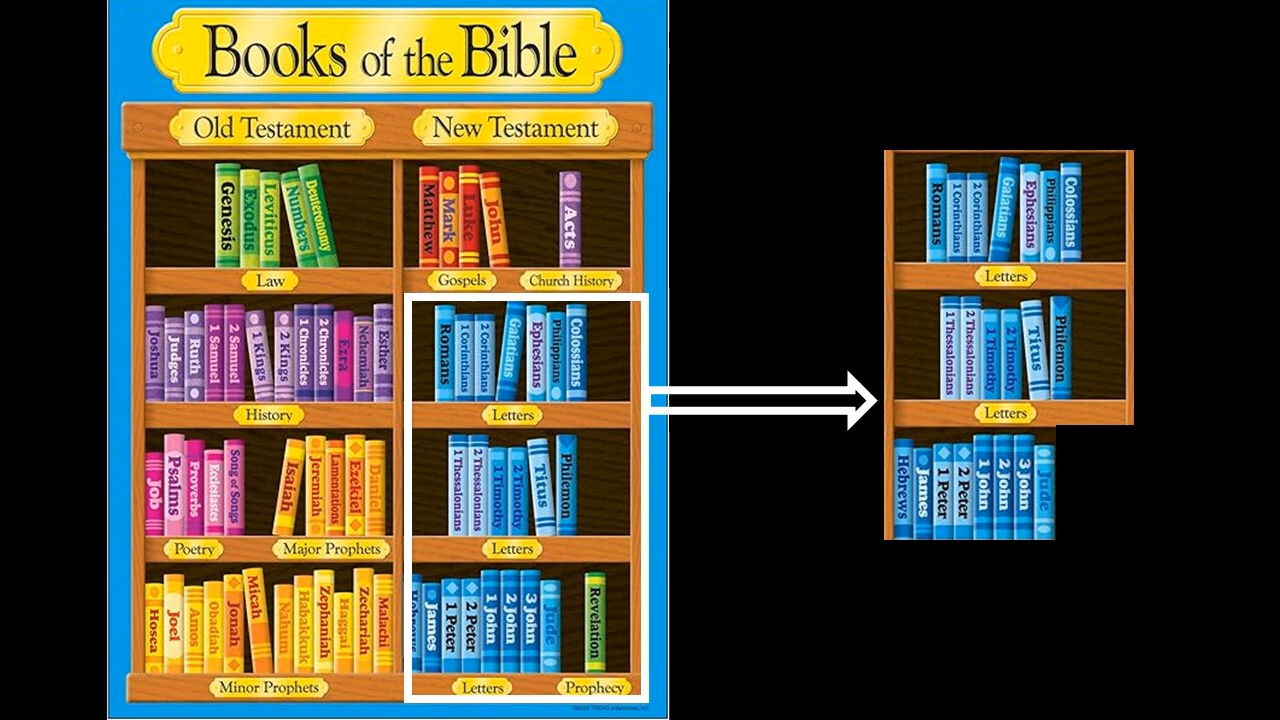 Books of the Bible
Old Testament
New Testament
Genesis
Exodus
Leviticus
Numbers
Deuteronomy
Law
Matthew
Mark
Luke
John
Gospels
Acts
Church History
Joshua
Judges
Ruth
1 Samuel
2 Samuel
1 Kings
2 Kings
1 Chronicles
2 Chronicles
Ezra
Nehemiah
Esther
History
Romans
1 Corinthians
2 Corinthians
Galatians
Ephesians
Philippians
Colossians
Letters
Job
Psalms
Proverbs
Ecclesiastes
Song of Songs
Poetry
Isaiah
Jeremiah
Lamentations
Ezekiel
Daniel
Major Prophets
1 Thessalonians
2 Thessalonians
1 Timothy
2 Timothy
Titus
Philemon
Letters
Hosea
Joel
Amos
Obadiah
Jonah
Micah
Nahum
Habakkuk
Zephaniah
Haggai
Zechariah
Malachi
Minor Prophets
Hebrews
James
1 Peter
2 Peter
1 John
2 John
3 John
Jude
Letters
Revelation
Prophecy
Romans
1 Corinthians
2 Corinthians
Galatians
Ephesians
Philippians
Colossians
Letters
1 Thessalonians
2 Thessalonians
1 Timothy
2 Timothy
Titus
Philemon
Letters
Hebrews
James
1 Peter
2 Peter
1 John
2 John
3 John
Jude